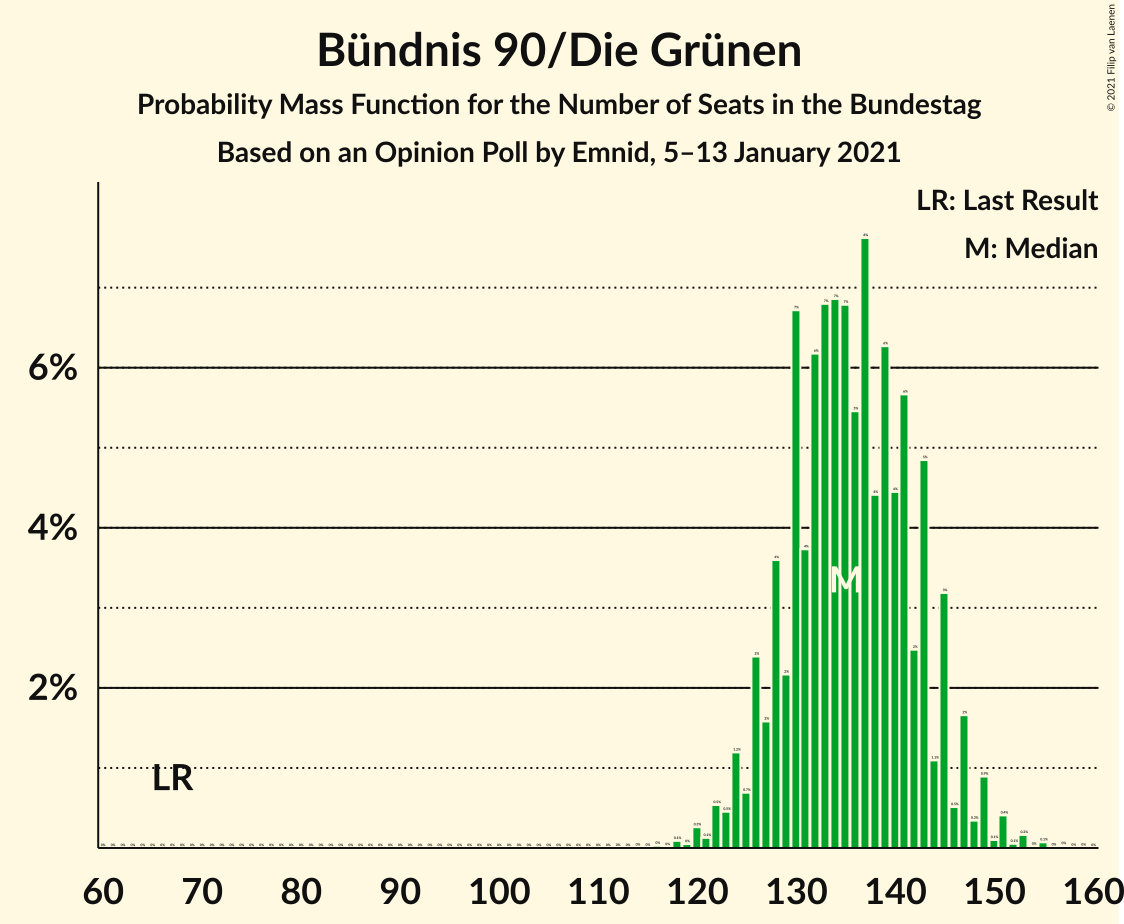 Bündnis 90/Die Grünen
Probability Mass Function for the Number of Seats in the Bundestag
Based on an Opinion Poll by Emnid, 5–13 January 2021
© 2021 Filip van Laenen
LR: Last Result
M: Median
6%
4%
2%
LR
M
60 70 80 90 100 110 120 130 140 150 160